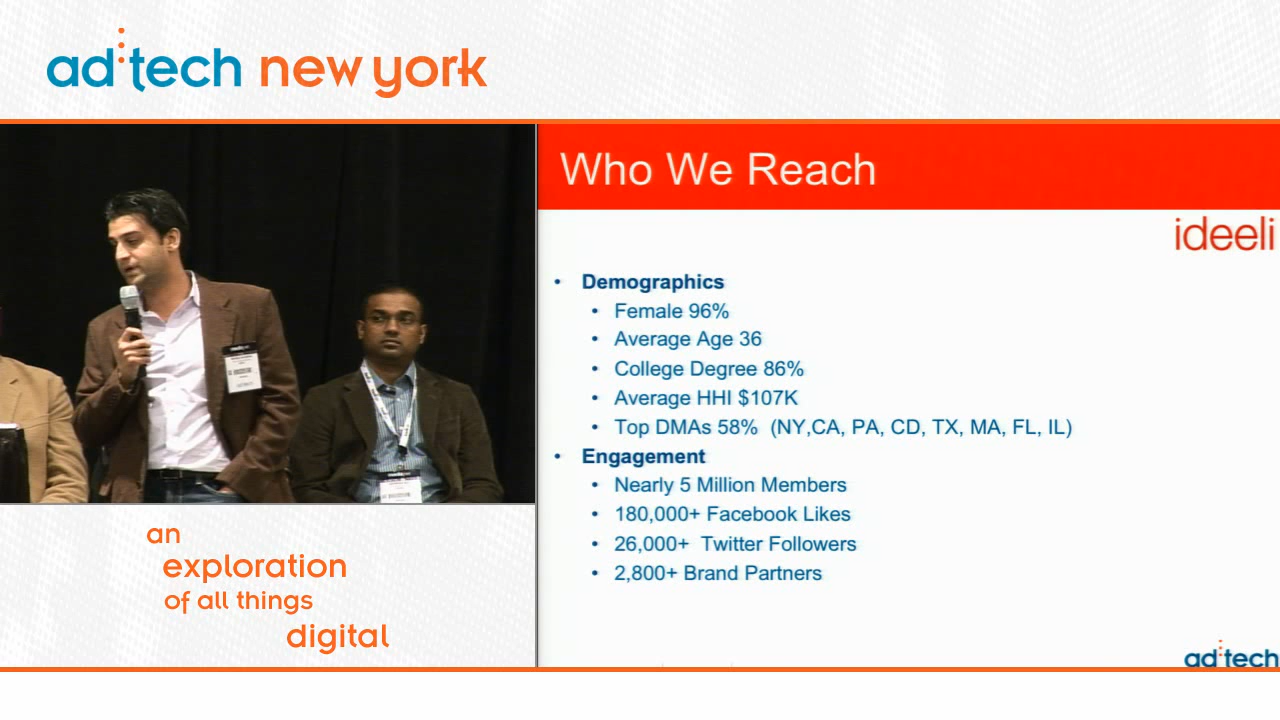 ad:tech new york
Who We Reach
ideeli
• Demographics
• Female 96%
• Average Age 36
• College Degree 86%
• Average HHI $107K
• Top DMAs 58% (NY,CA, PA, CD, TX, MA, FL, IL)
• Engagement
• Nearly 5 Million Members
• 180,000+ Facebook Likes
• 26,000+ Twitter Followers
• 2,800+ Brand Partners
an
exploration
of all things
digital
ad:tech